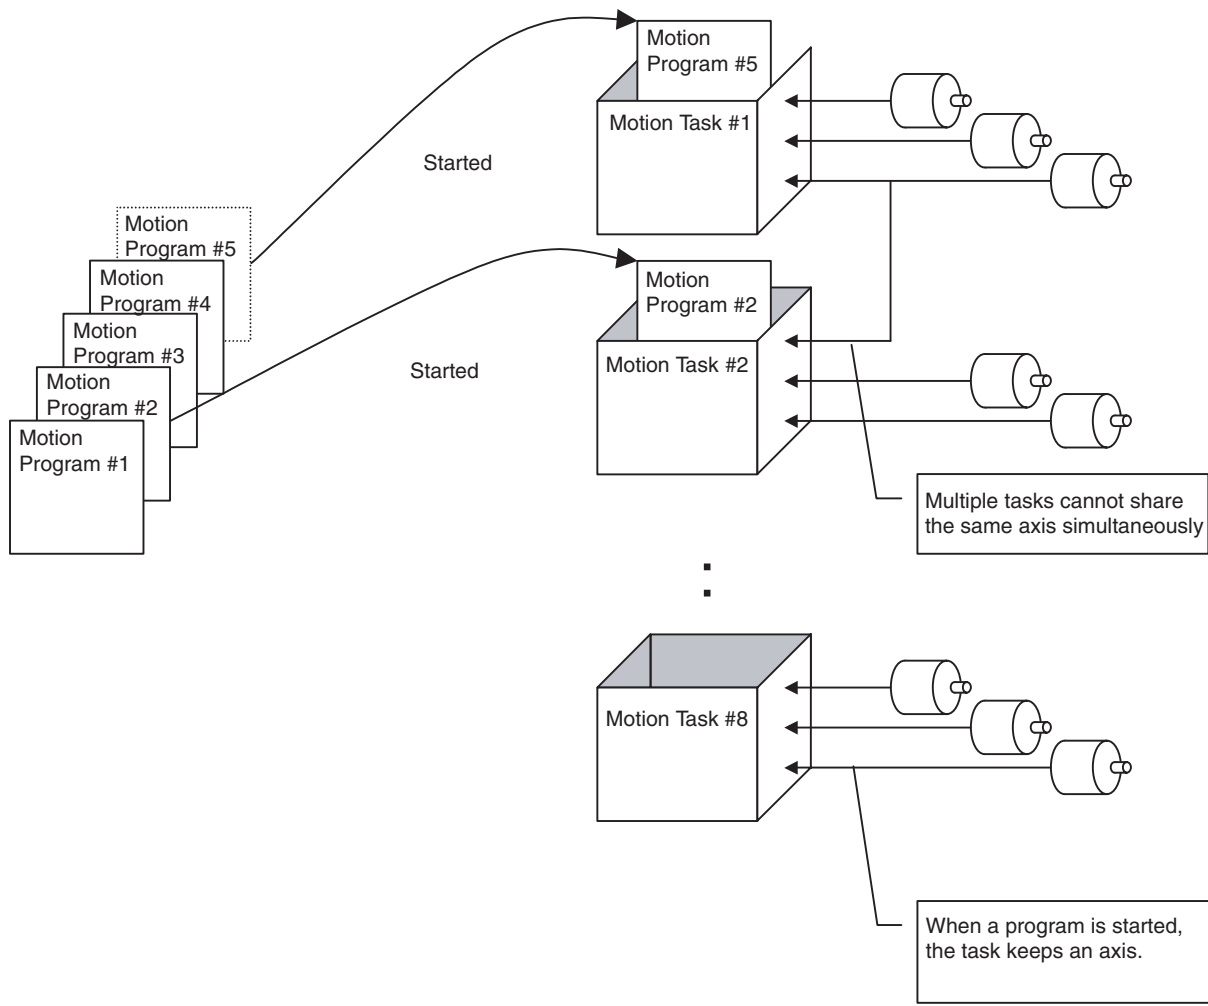 Motion
Program #5
Motion Task #1
Started
Motion
Program #5
Motion
Program #4
Motion
Program #3
Motion
Program #2
Motion
Program #1
Motion
Program #2
Motion Task #2
Started
Multiple tasks cannot share
the same axis simultaneously
:
Motion Task #8
When a program is started,
the task keeps an axis.